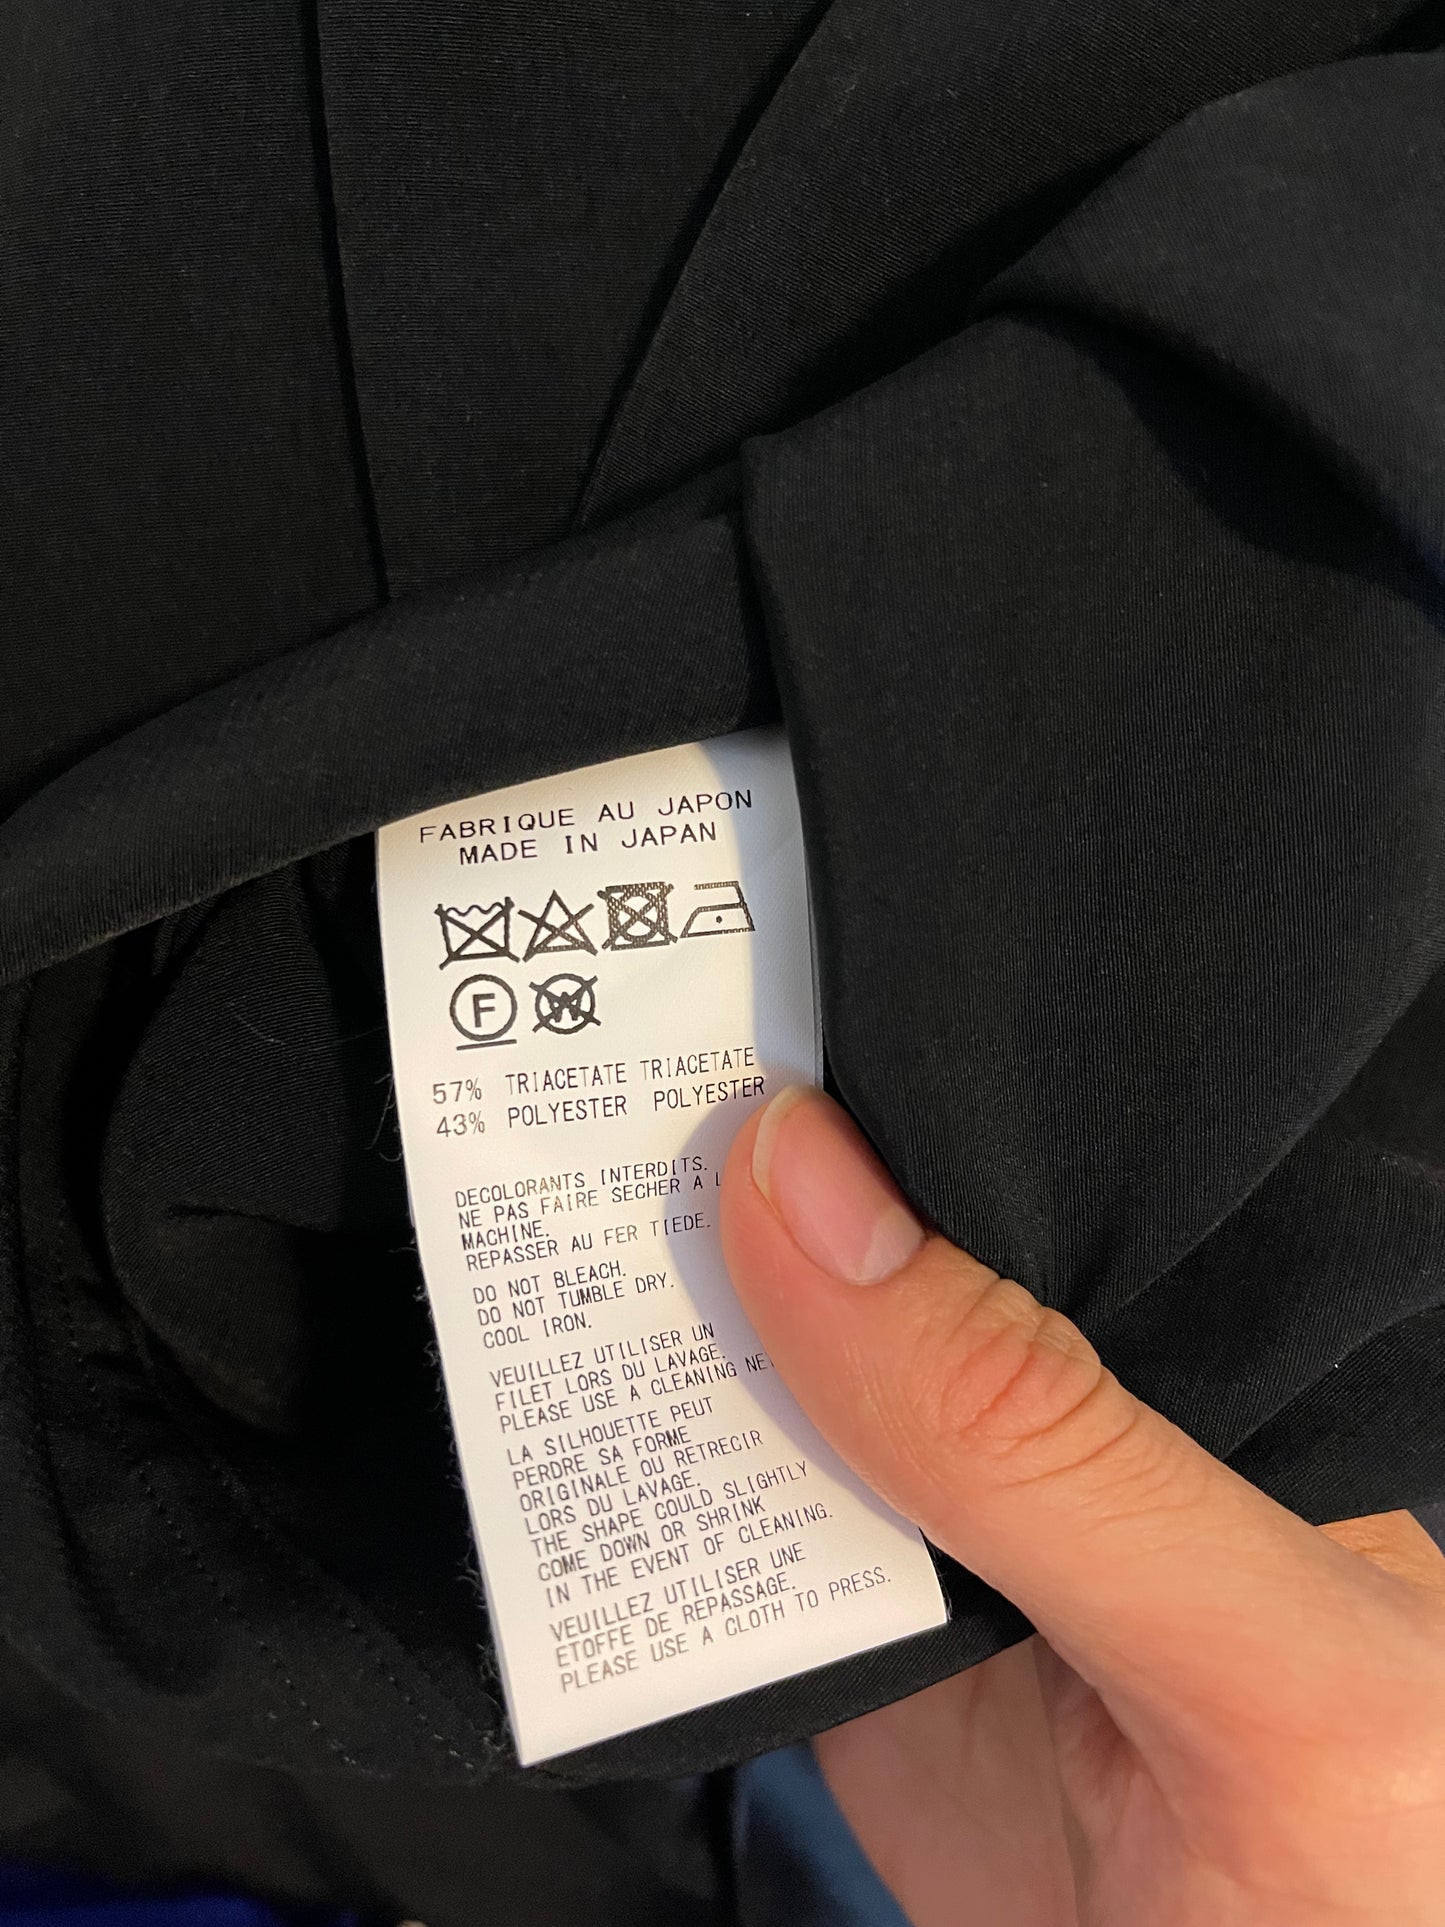 FABRIQUE AU JAPON
MADE IN JAPAN
F W
57% TRIACETATE TRIACETATE
43% POLYESTER POLYESTER
DECOLORANTS INTERDITS.
NE PAS FAIRE SECHER A
MACHINE.
REPASSER AU FER TIEDE.
DO NOT BLEACH.
DO NOT TUMBLE DRY.
COOL IRON.
VEUILLEZ UTILISER UN
FILET LORS DU LAVAGE.
PLEASE USE A CLEANING
LA SILHOUETTE PEUT
PERDRE SA FORME
ORIGINALE OU RETRECIR
LORS DU LAVAGE.
THE SHAPE COULD SLIGHTLY
COME DOWN OR SHRINK
IN THE EVENT OF CLEANING.
VEUILLEZ UTILISER UNE
ETOFFE DE REPASSAGE.
PLEASE USE A CLOTH TO PRESS.